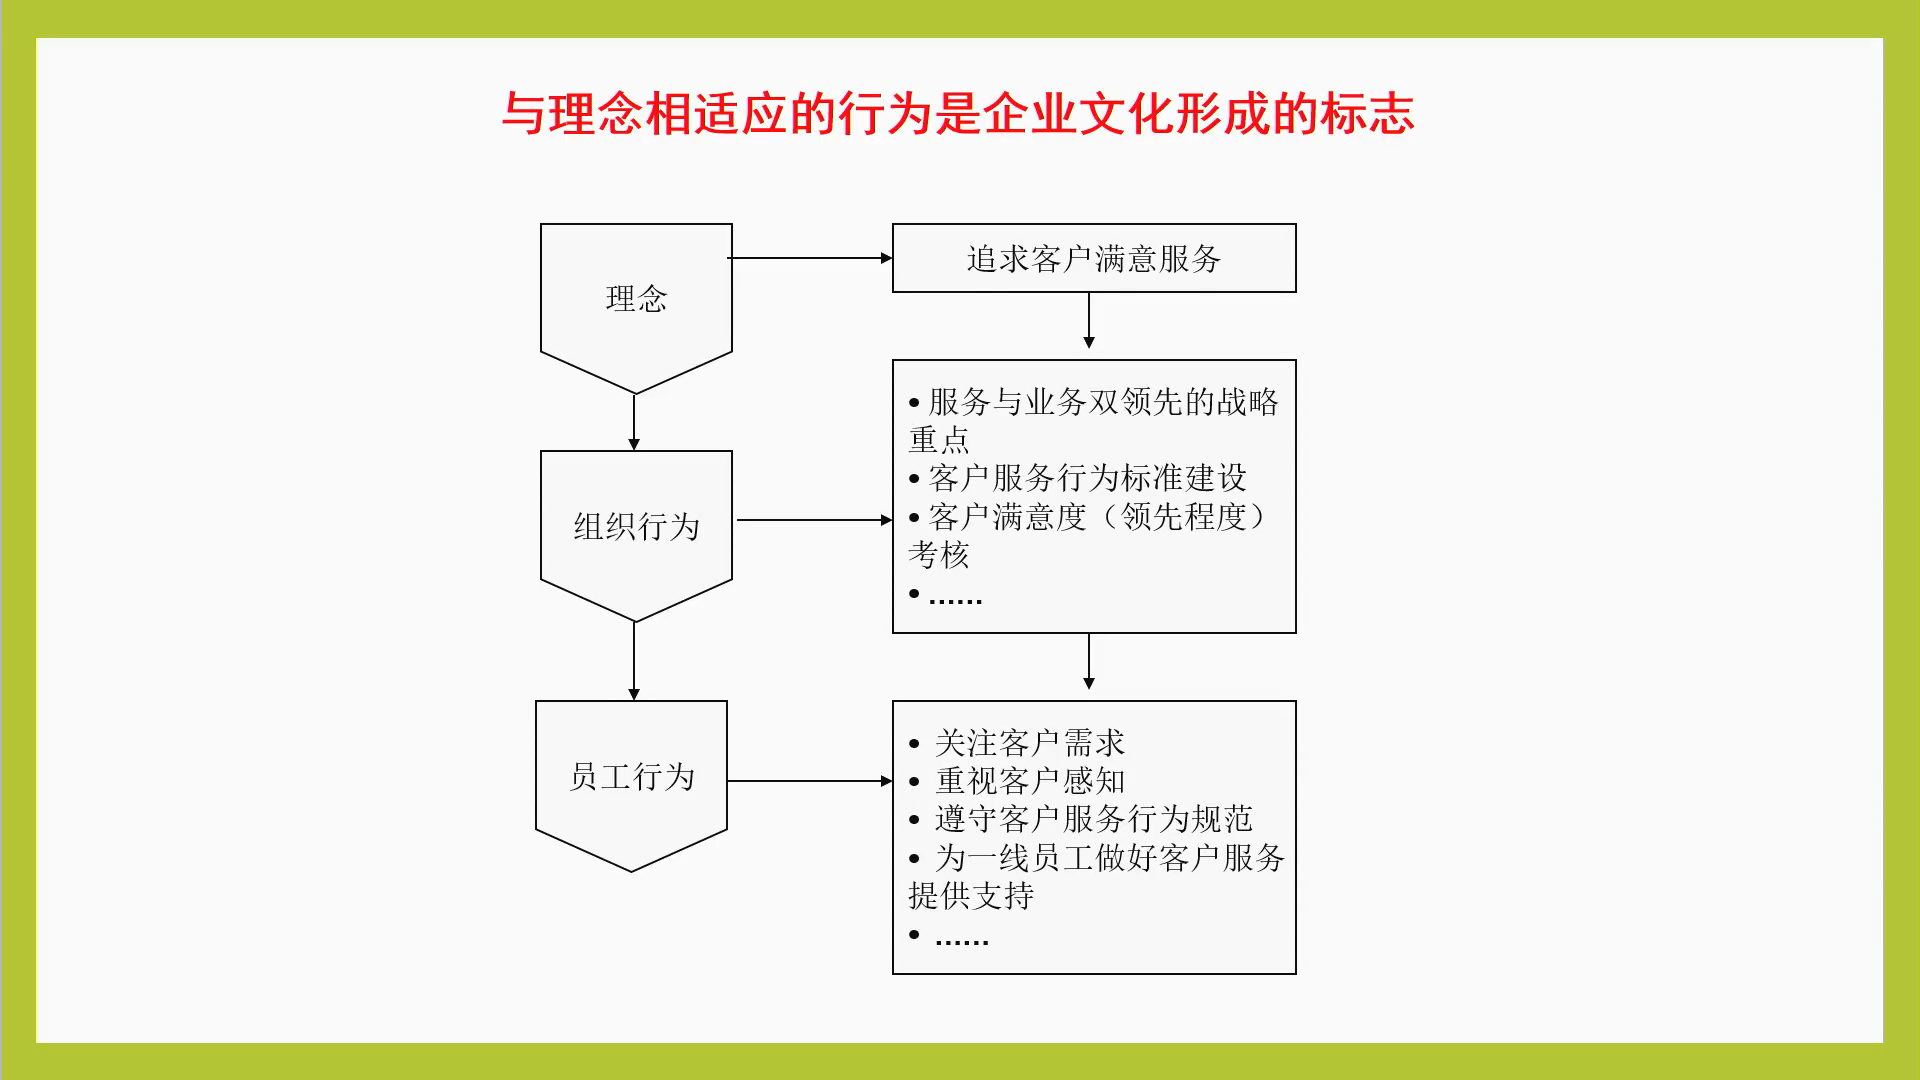 与理念相适应的行为是企业文化形成的标志
理念
追求客户满意服务
组织行为
• 服务与业务双领先的战略
重点
• 客户服务行为标准建设
• 客户满意度（领先程度）
考核
• ......
员工行为
• 关注客户需求
• 重视客户感知
• 遵守客户服务行为规范
• 为一线员工做好客户服务
提供支持
• ......